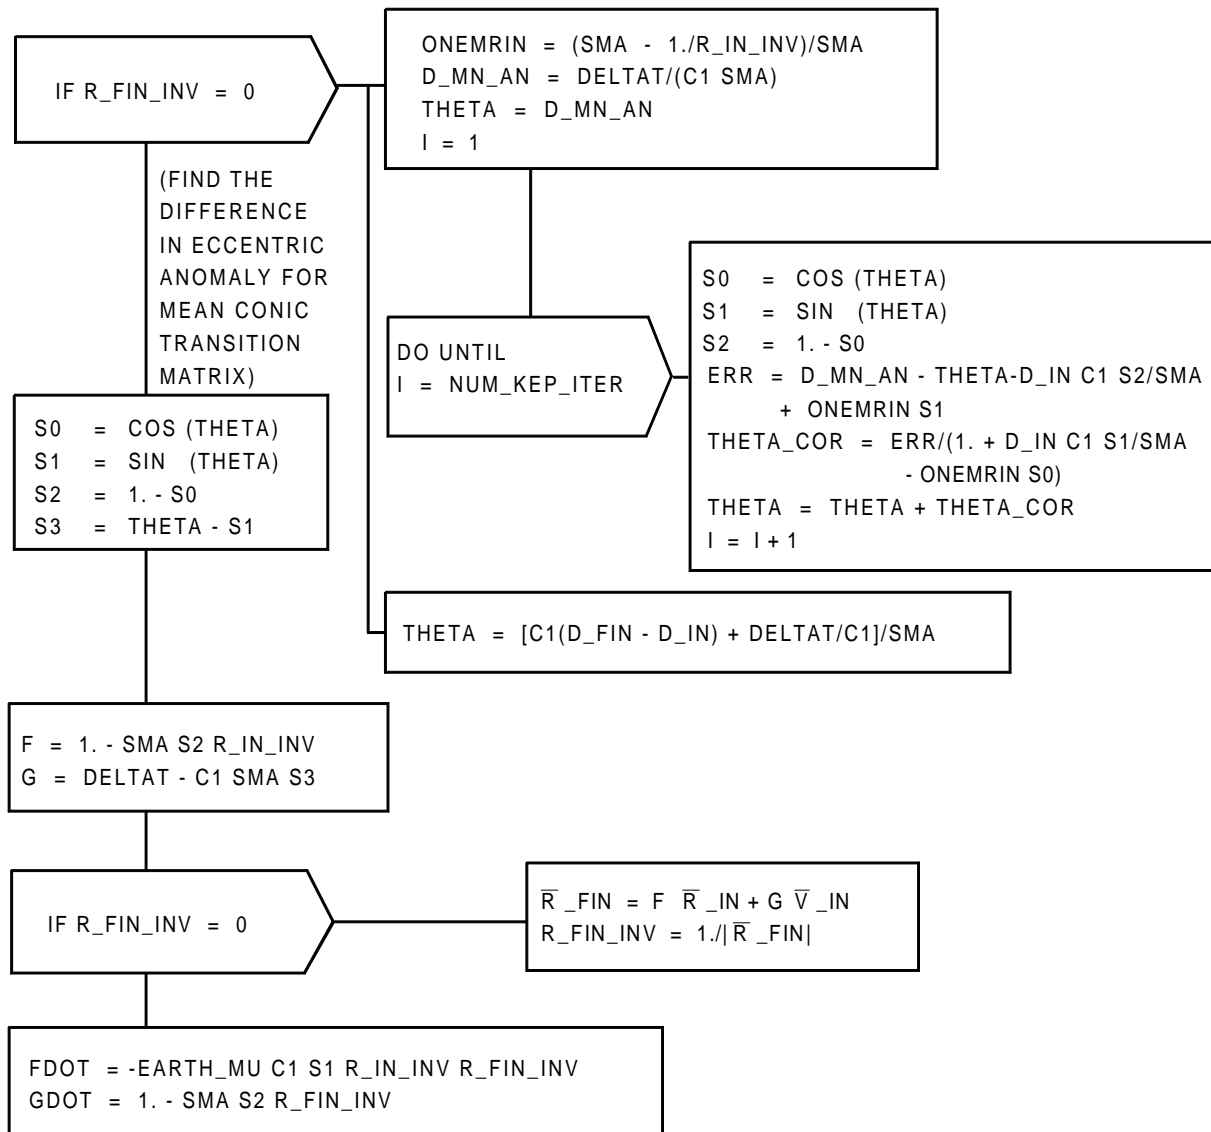 IF R_FIN_INV = 0
ONEMRIN = (SMA - 1./R_IN_INV)/SMA
D_MN_AN = DELTAT/(C1 SMA)
THETA = D_MN_AN
I = 1
(FIND THE
DIFFERENCE
IN ECCENTRIC
ANOMALY FOR
MEAN CONIC
TRANSITION
MATRIX)
DO UNTIL
I = NUM_KEP_ITER
S0 = COS (THETA)
S1 = SIN (THETA)
S2 = 1. - S0
ERR = D_MN_AN - THETA-D_IN C1 S2/SMA
+ ONEMRIN S1
THETA_COR = ERR/(1. + D_IN C1 S1/SMA
- ONEMRIN S0)
THETA = THETA + THETA_COR
I = I + 1
THETA = [C1(D_FIN - D_IN) + DELTAT/C1]/SMA
S0 = COS (THETA)
S1 = SIN (THETA)
S2 = 1. - S0
S3 = THETA - S1
F = 1. - SMA S2 R_IN_INV
G = DELTAT - C1 SMA S3
IF R_FIN_INV = 0
R̅ _FIN = F R̅ _IN + G V̅ _IN
R_FIN_INV = 1./| R̅ _FIN|
FDOT = -EARTH_MU C1 S1 R_IN_INV R_FIN_INV
GDOT = 1. - SMA S2 R_FIN_INV